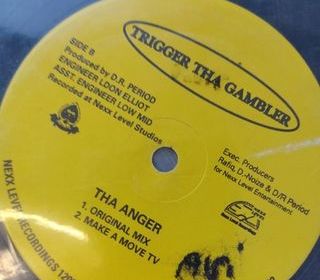 TRIGGER THA GAMBLER
SIDE B
Produced by D.R. PERIOD
ENGINEER LDON ELLIOT
ASST. ENGINEER LOW MID
Recorded at Nexx Level Studios
Exec. Producers
Rafiq, D.-Noize & D/R Period
for Nexx Level Entertainment
THA ANGER
1. ORIGINAL MIX
2. MAKE A MOVE TV
NEXX LEVEL RECORDINGS